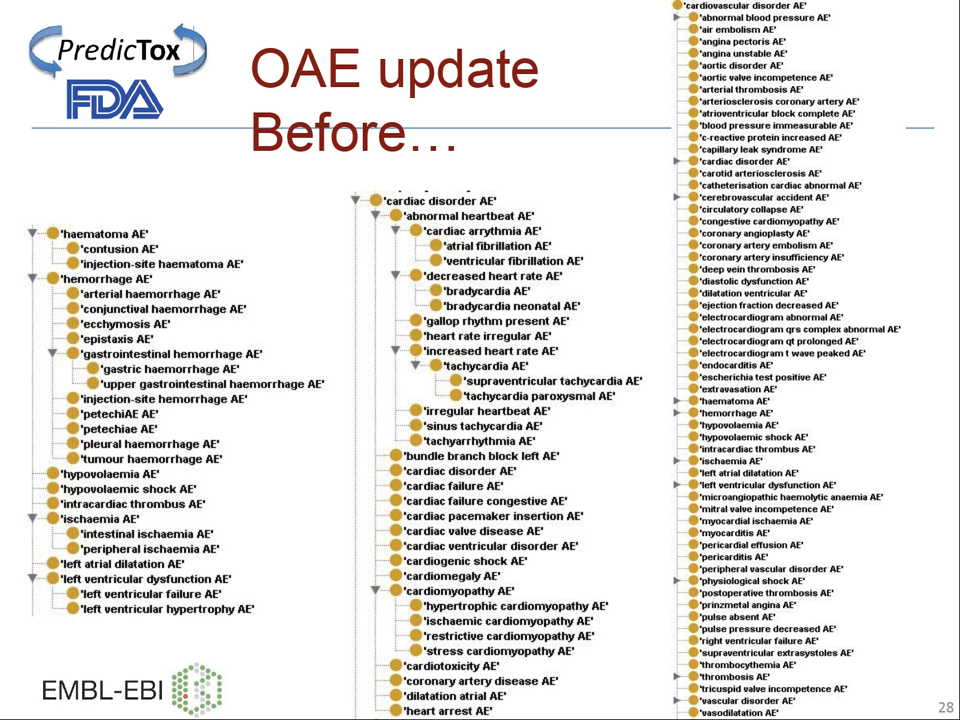 PredicTox
FDA
OAE update
Before…
'haematoma AE'
'contusion AE'
'injection-site haematoma AE'
'hemorrhage AE'
'arterial haemorrhage AE'
'conjunctival haemorrhage AE'
'ecchymosis AE'
'epistaxis AE'
'gastrointestinal hemorrhage AE'
'gastric haemorrhage AE'
'upper gastrointestinal haemorrhage AE'
'injection-site hemorrhage AE'
'petechiAE AE'
'petechiae AE'
'pleural haemorrhage AE'
'tumour haemorrhage AE'
'hypovolaemia AE'
'hypovolaemic shock AE'
'intracardiac thrombus AE'
'ischaemia AE'
'intestinal ischaemia AE'
'peripheral ischaemia AE'
'left atrial dilatation AE'
'left ventricular dysfunction AE'
'left ventricular failure AE'
'left ventricular hypertrophy AE'
'cardiac disorder AE'
'abnormal heartbeat AE'
'cardiac arrythmia AE'
'atrial fibrillation AE'
'ventricular fibrillation AE'
'decreased heart rate AE'
'bradycardia AE'
'bradycardia neonatal AE'
'gallop rhythm present AE'
'heart rate irregular AE'
'increased heart rate AE'
'tachycardia AE'
'supraventricular tachycardia AE'
'tachycardia paroxysmal AE'
'irregular heartbeat AE'
'sinus tachycardia AE'
'tachyarrhythmia AE'
'bundle branch block left AE'
'cardiac disorder AE'
'cardiac failure AE'
'cardiac failure congestive AE'
'cardiac pacemaker insertion AE'
'cardiac valve disease AE'
'cardiac ventricular disorder AE'
'cardiogenic shock AE'
'cardiomegaly AE'
'cardiomyopathy AE'
'hypertrophic cardiomyopathy AE'
'ischaemic cardiomyopathy AE'
'restrictive cardiomyopathy AE'
'stress cardiomyopathy AE'
'cardiotoxicity AE'
'coronary artery disease AE'
'dilatation atrial AE'
'heart arrest AE'
'cardiovascular disorder AE'
'abnormal blood pressure AE'
'air embolism AE'
'angina pectoris AE'
'angina unstable AE'
'aortic disorder AE'
'aortic valve incompetence AE'
'arterial thrombosis AE'
'arteriosclerosis coronary artery AE'
'atrioventricular block complete AE'
'blood pressure immeasurable AE'
'c-reactive protein increased AE'
'capillary leak syndrome AE'
'cardiac disorder AE'
'carotid arteriosclerosis AE'
'catheterisation cardiac abnormal AE'
'cerebrovascular accident AE'
'circulatory collapse AE'
'congestive cardiomyopathy AE'
'coronary angioplasty AE'
'coronary artery embolism AE'
'coronary artery insufficiency AE'
'deep vein thrombosis AE'
'diastolic dysfunction AE'
'dilatation ventricular AE'
'ejection fraction decreased AE'
'electrocardiogram abnormal AE'
'electrocardiogram qrs complex abnormal AE'
'electrocardiogram qt prolonged AE'
'electrocardiogram t wave peaked AE'
'endocarditis AE'
'escherichia test positive AE'
'extravasation AE'
'haematoma AE'
'hemorrhage AE'
'hypovolaemia AE'
'hypovolaemic shock AE'
'intracardiac thrombus AE'
'ischaemia AE'
'left atrial dilatation AE'
'left ventricular dysfunction AE'
'microangiopathic haemolytic anaemia AE'
'mitral valve incompetence AE'
'myocardial ischaemia AE'
'myocarditis AE'
'pericardial effusion AE'
'pericarditis AE'
'peripheral vascular disorder AE'
'physiological shock AE'
'postoperative thrombosis AE'
'prinzmetal angina AE'
'pulse absent AE'
'pulse pressure decreased AE'
'right ventricular failure AE'
'supraventricular extrasystoles AE'
'thrombocythemia AE'
'thrombosis AE'
'tricuspid valve incompetence AE'
'vascular disorder AE'
'vasodilatation AE'
EMBL-EBI
28